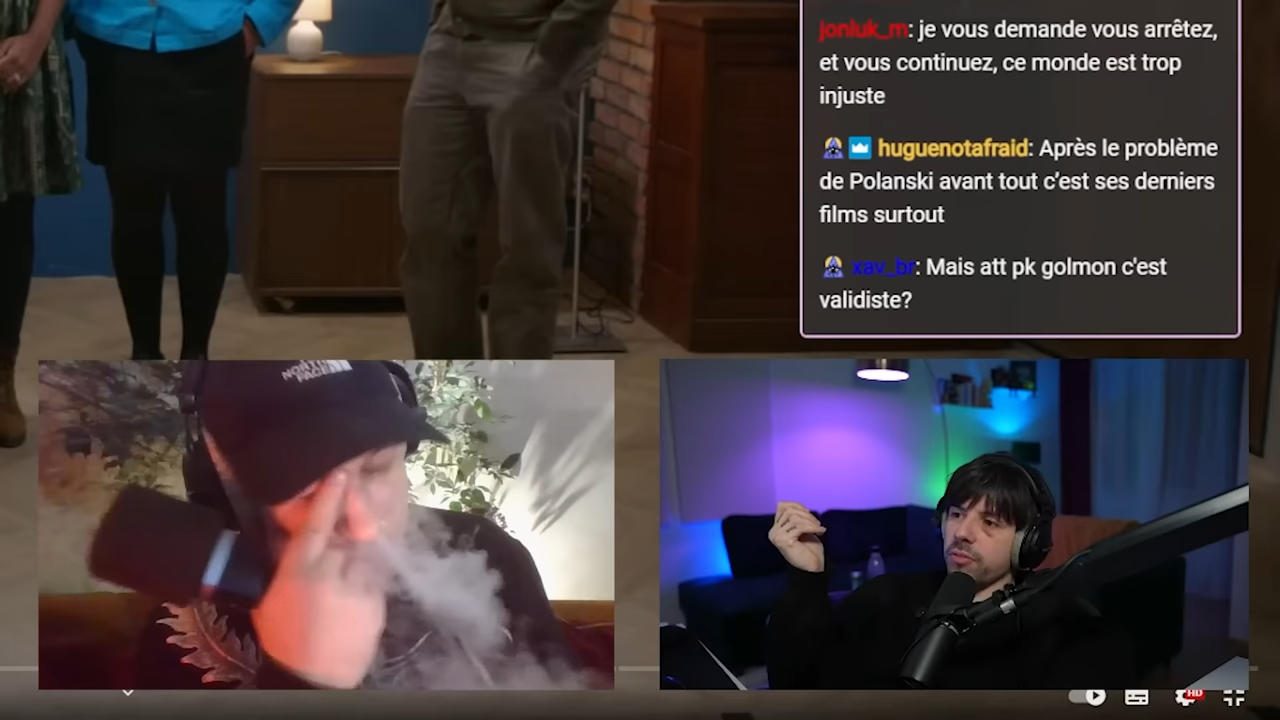 jonluk_m: je vous demande vous arrêtez,
et vous continuez, ce monde est trop
injuste
huguenotafraid: Après le problème
de Polanski avant tout c'est ses derniers
films surtout
xav_br: Mais att pk golmon c'est
validiste?
NORTH
FACE
HD